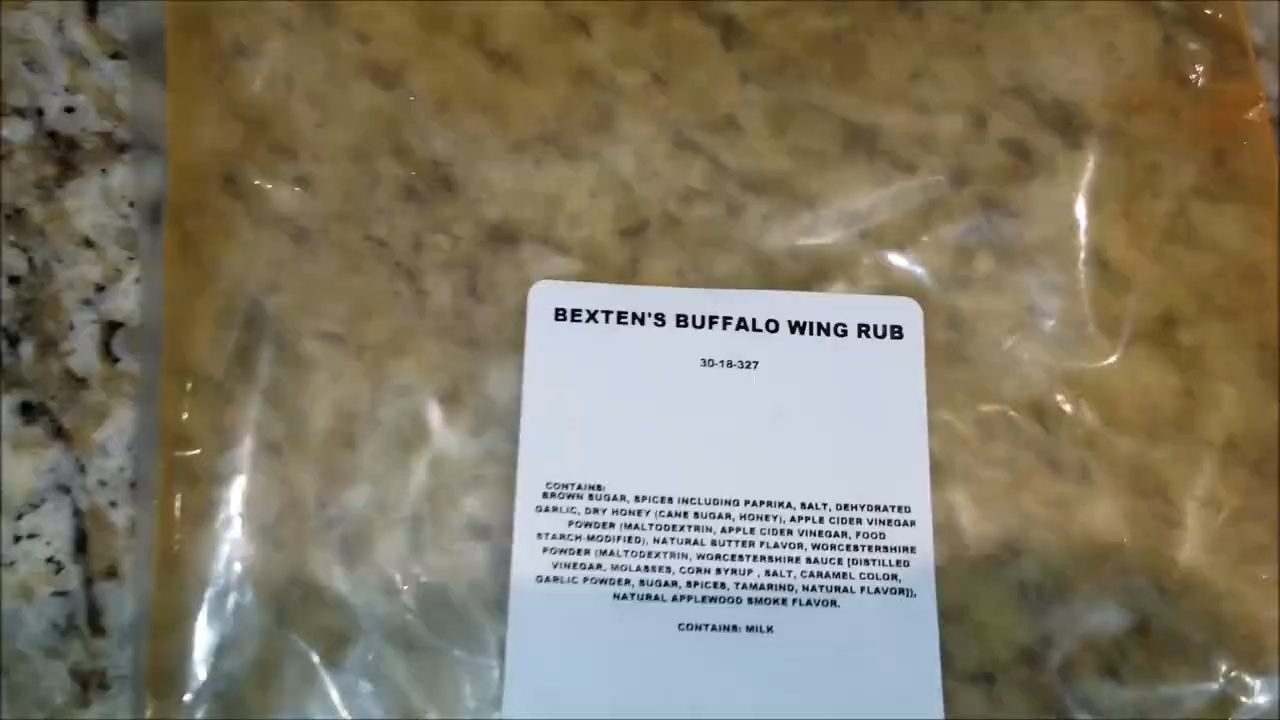 BEXTEN'S BUFFALO WING RUB
30-18-327
CONTAINS:
BROWN SUGAR, SPICES INCLUDING PAPRIKA, SALT, DEHYDRATED
GARLIC, DRY HONEY (CANE SUGAR, HONEY), APPLE CIDER VINEGAR
POWDER (MALTODEXTRIN, APPLE CIDER VINEGAR, FOOD
STARCH-MODIFIED), NATURAL BUTTER FLAVOR, WORCESTERSHIRE
POWDER (MALTODEXTRIN, WORCESTERSHIRE SAUCE [DISTILLED
VINEGAR, MOLASSES, CORN SYRUP , SALT, CARAMEL COLOR,
GARLIC POWDER, SUGAR, SPICES, TAMARIND, NATURAL FLAVOR]),
NATURAL APPLEWOOD SMOKE FLAVOR.
CONTAINS: MILK